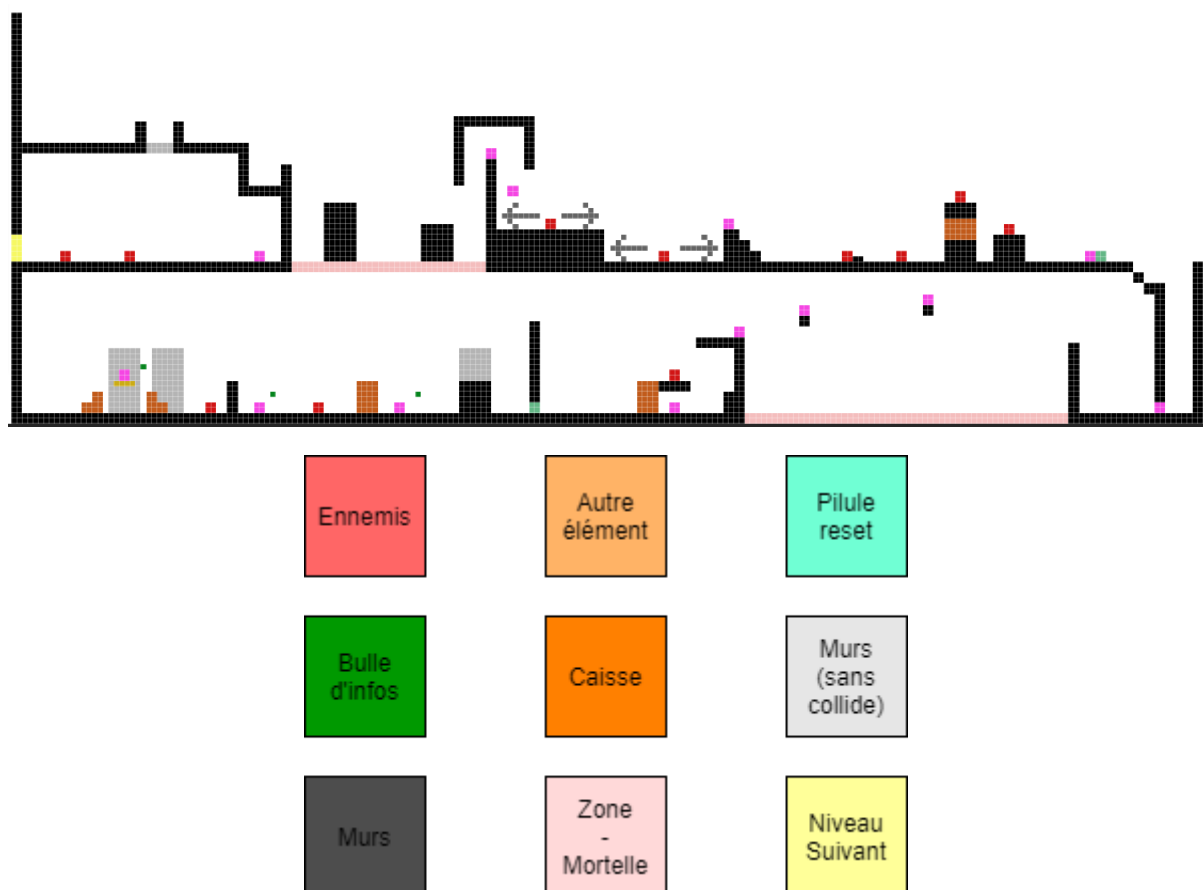 Ennemis
Autre
élément
Pilule
reset
Bulle
d'infos
Caisse
Murs
(sans
collide)
Murs
Zone
-
Mortelle
Niveau
Suivant